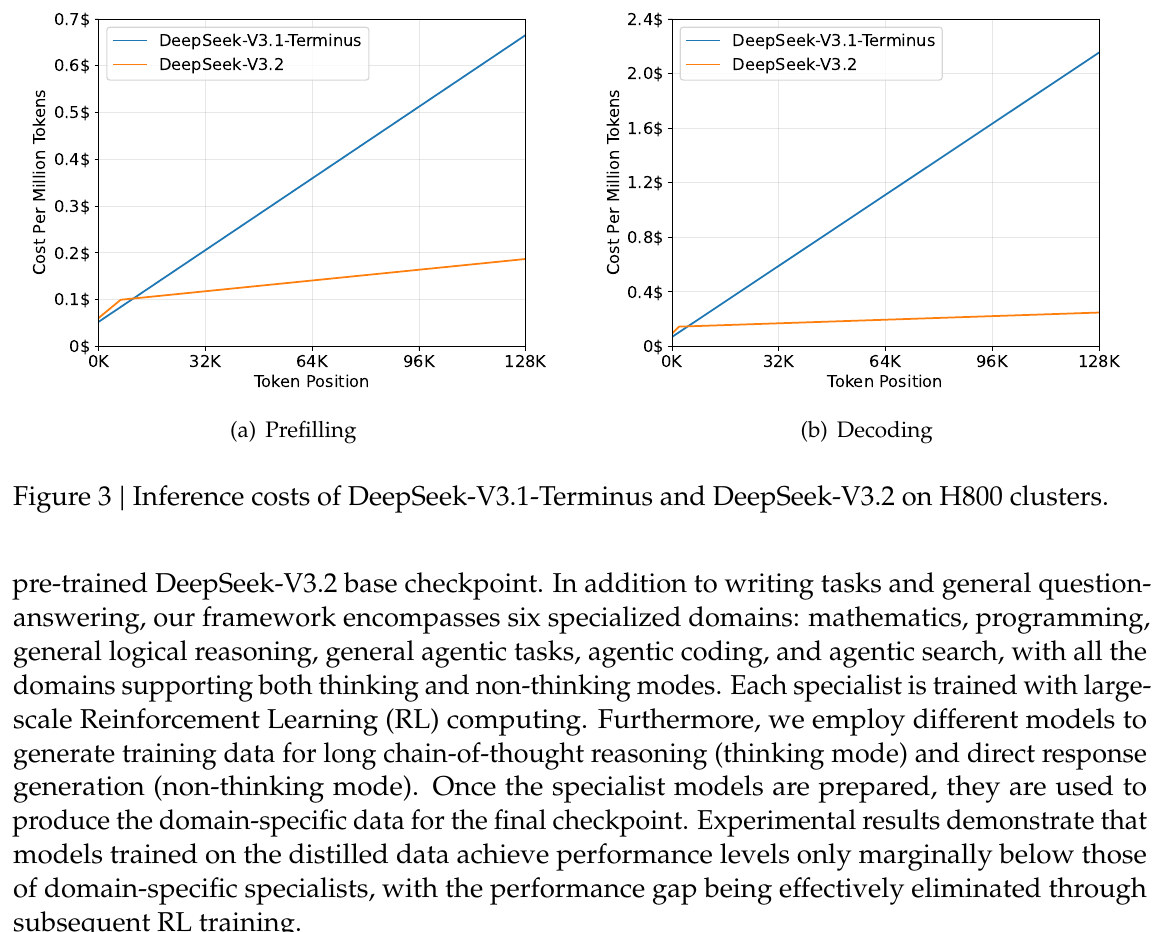 0.7$
0.6$
0.5$
0.4$
0.3$
0.2$
0.1$
0$
Cost Per Million Tokens
DeepSeek-V3.1-Terminus
DeepSeek-V3.2
0K 32K 64K 96K 128K
Token Position
(a) Prefilling
2.4$
2.0$
1.6$
1.2$
0.8$
0.4$
0$
Cost Per Million Tokens
DeepSeek-V3.1-Terminus
DeepSeek-V3.2
0K 32K 64K 96K 128K
Token Position
(b) Decoding
Figure 3 | Inference costs of DeepSeek-V3.1-Terminus and DeepSeek-V3.2 on H800 clusters.
pre-trained DeepSeek-V3.2 base checkpoint. In addition to writing tasks and general question-
answering, our framework encompasses six specialized domains: mathematics, programming,
general logical reasoning, general agentic tasks, agentic coding, and agentic search, with all the
domains supporting both thinking and non-thinking modes. Each specialist is trained with large-
scale Reinforcement Learning (RL) computing. Furthermore, we employ different models to
generate training data for long chain-of-thought reasoning (thinking mode) and direct response
generation (non-thinking mode). Once the specialist models are prepared, they are used to
produce the domain-specific data for the final checkpoint. Experimental results demonstrate that
models trained on the distilled data achieve performance levels only marginally below those
of domain-specific specialists, with the performance gap being effectively eliminated through
subsequent RL training.